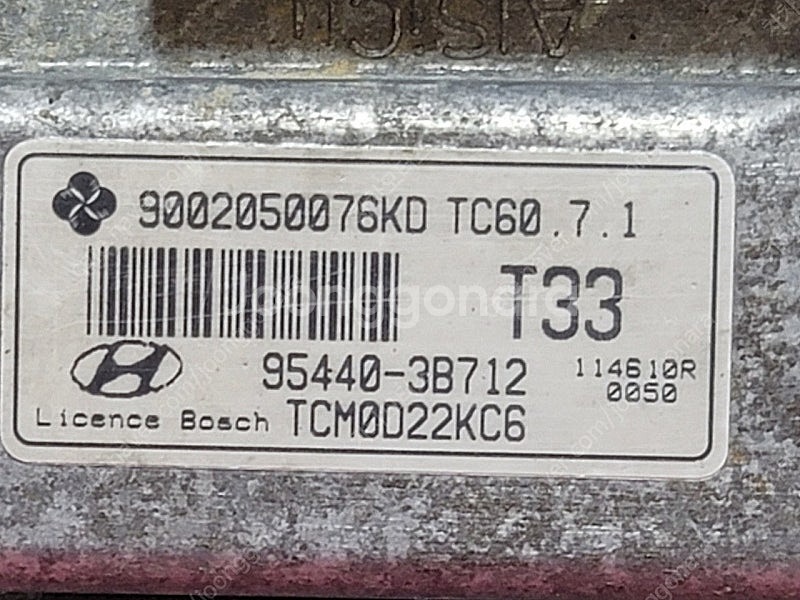 9002050076KD TC60.7.1
T33
95440-3B712
114610R
0050
Licence Bosch TCM0D22KC6